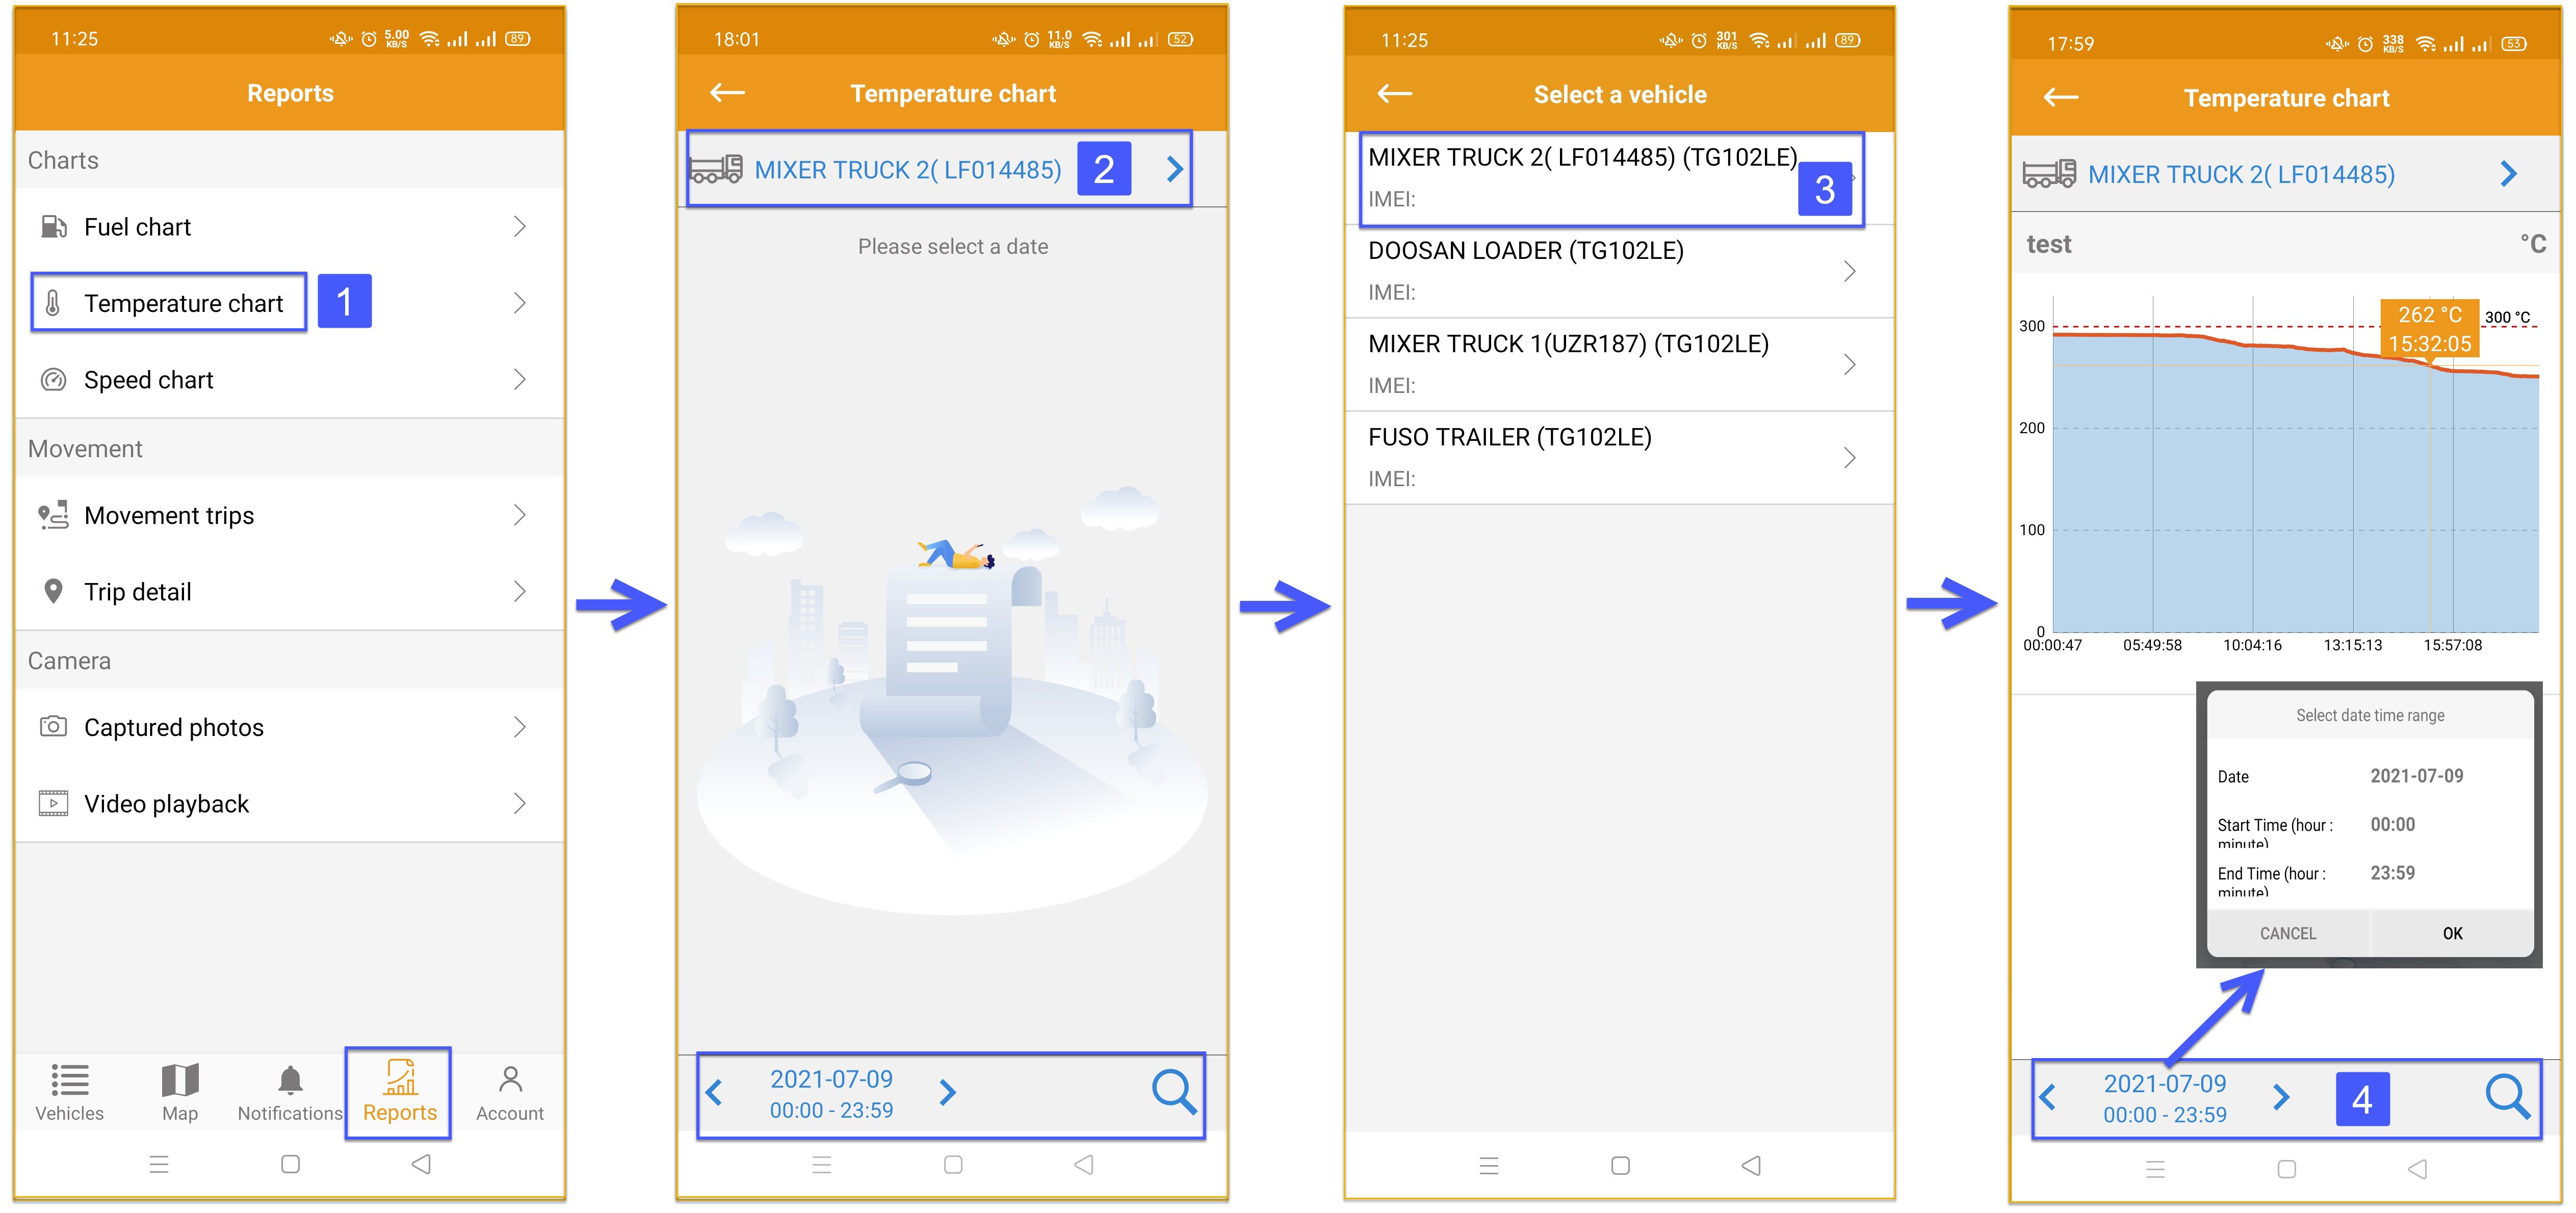 11:25
5.00
KB/S
89
Reports
Charts
Fuel chart
Temperature chart
1
Speed chart
Movement
Movement trips
Trip detail
Camera
Captured photos
Video playback
Vehicles
Map
Notifications
Reports
Account
18:01
11.0
KB/S
52
Temperature chart
MIXER TRUCK 2( LF014485)
2
Please select a date
2021-07-09
00:00 - 23:59
11:25
301
KB/S
89
Select a vehicle
MIXER TRUCK 2( LF014485) (TG102LE)
IMEI:
3
DOOSAN LOADER (TG102LE)
IMEI:
MIXER TRUCK 1(UZR187) (TG102LE)
IMEI:
FUSO TRAILER (TG102LE)
IMEI:
17:59
338
KB/S
53
Temperature chart
MIXER TRUCK 2( LF014485)
test °C
262 °C
15:32:05
300 °C
300
200
100
0
00:00:47 05:49:58 10:04:16 13:15:13 15:57:08
Select date time range
Date 2021-07-09
Start Time (hour : 00:00
minute)
End Time (hour : 23:59
minute)
CANCEL OK
2021-07-09
00:00 - 23:59
4